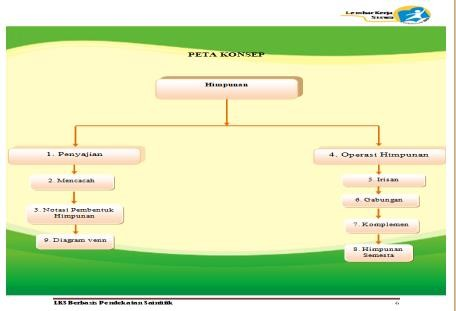 Lembar Kerja
Siswa
PETA KONSEP
Himpunan
1. Penyajian
2. Mencacah
3. Notasi Pembentuk
Himpunan
9. Diagram venn
4. Operasi Himpunan
5. Irisan
6. Gabungan
7. Komplemen
8. Himpunan
Semesta
LKS Berbasis Pendekatan Saintifik
6